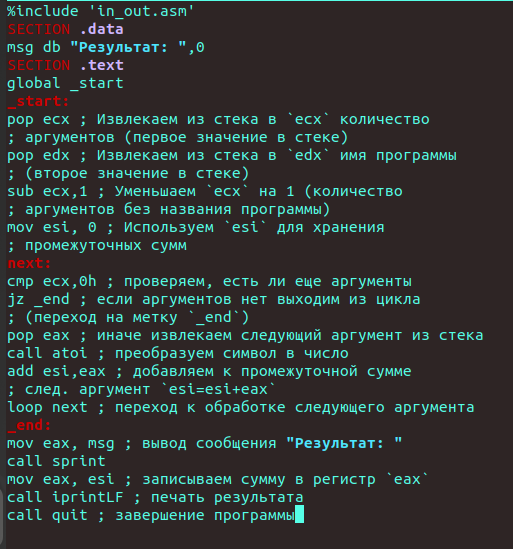 %include 'in_out.asm'
SECTION .data
msg db "Результат: ",0
SECTION .text
global _start
_start:
pop ecx ; Извлекаем из стека в `ecx` количество
; аргументов (первое значение в стеке)
pop edx ; Извлекаем из стека в `edx` имя программы
; (второе значение в стеке)
sub ecx,1 ; Уменьшаем `ecx` на 1 (количество
; аргументов без названия программы)
mov esi, 0 ; Используем `esi` для хранения
; промежуточных сумм
next:
cmp ecx,0h ; проверяем, есть ли еще аргументы
jz _end ; если аргументов нет выходим из цикла
; (переход на метку `_end`)
pop eax ; иначе извлекаем следующий аргумент из стека
call atoi ; преобразуем символ в число
add esi,eax ; добавляем к промежуточной сумме
; след. аргумент `esi=esi+eax`
loop next ; переход к обработке следующего аргумента
_end:
mov eax, msg ; вывод сообщения "Результат: "
call sprint
mov eax, esi ; записываем сумму в регистр `eax`
call iprintLF ; печать результата
call quit ; завершение программы